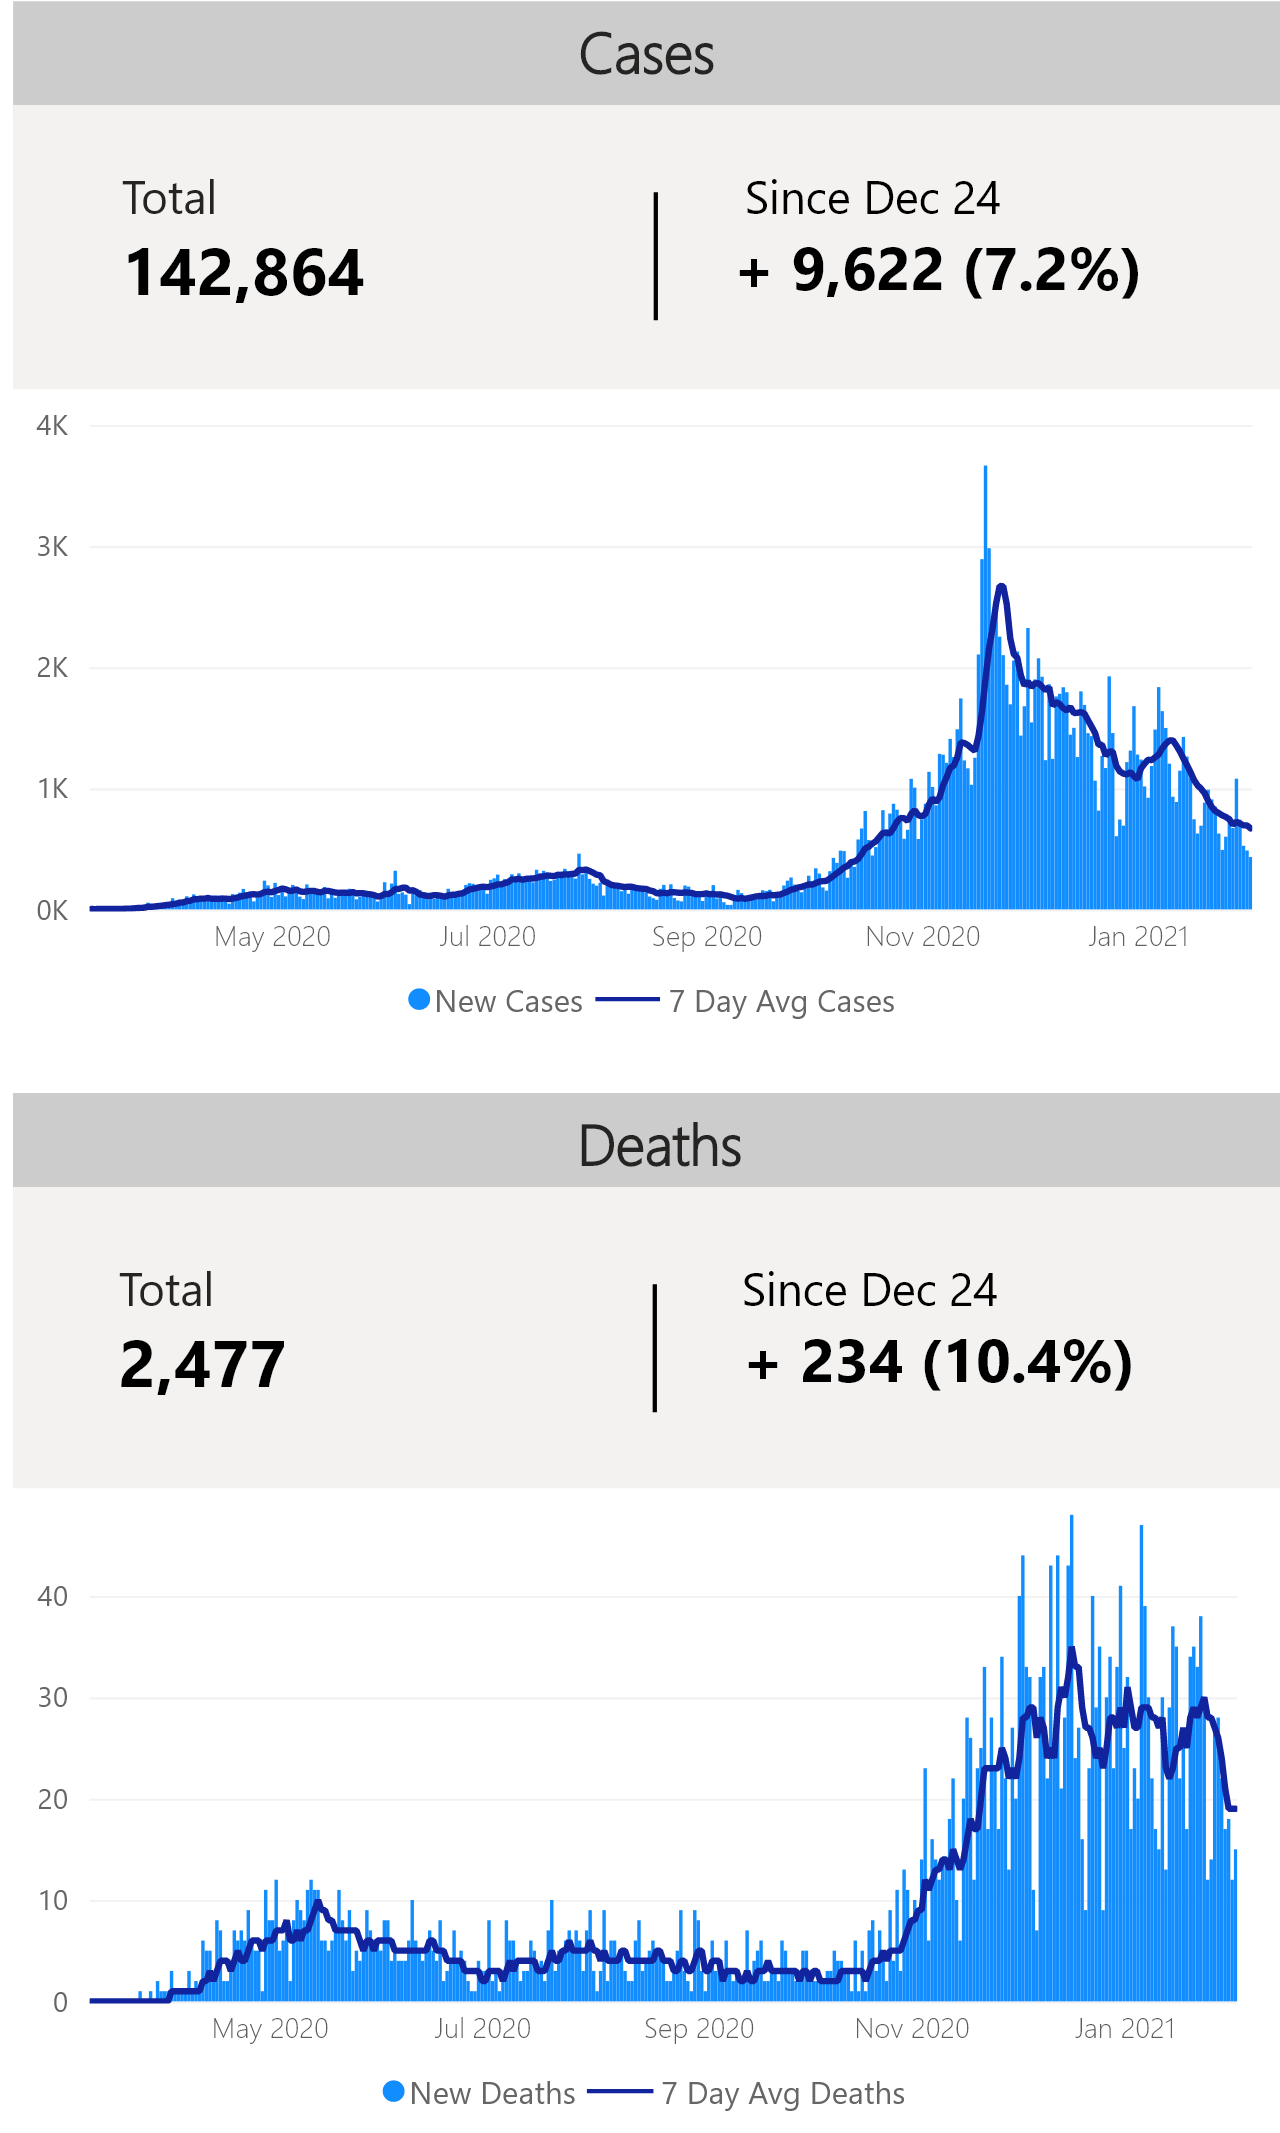 Cases
Total
Since Dec 24
142,864
+ 9,622 (7.2%)
4K
3K
2K
1K
0K
May 2020
Jul 2020
Sep 2020
Nov 2020
Jan 2021
New Cases
7 Day Avg Cases
Deaths
Total
Since Dec 24
2,477
+ 234 (10.4%)
40
30
20
10
0
May 2020
Jul 2020
Sep 2020
Nov 2020
Jan 2021
New Deaths
7 Day Avg Deaths